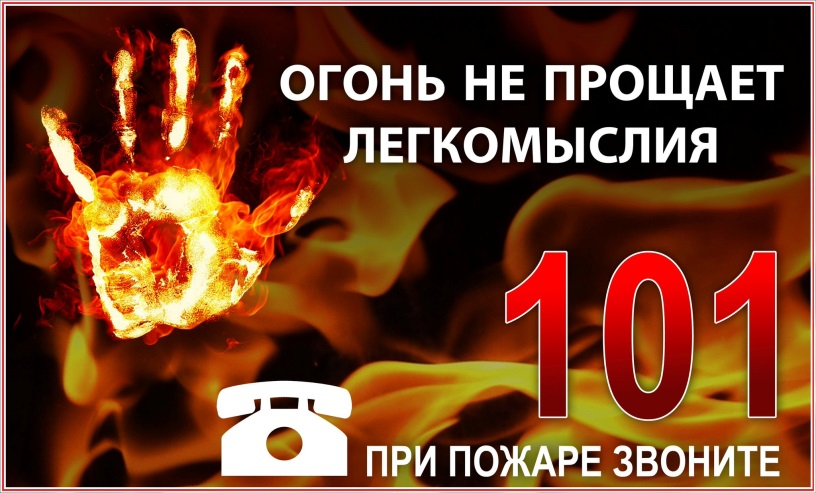 ОГОНЬ НЕ ПРОЩАЕТ
ЛЕГКОМЫСЛИЯ
101
ПРИ ПОЖАРЕ ЗВОНИТЕ